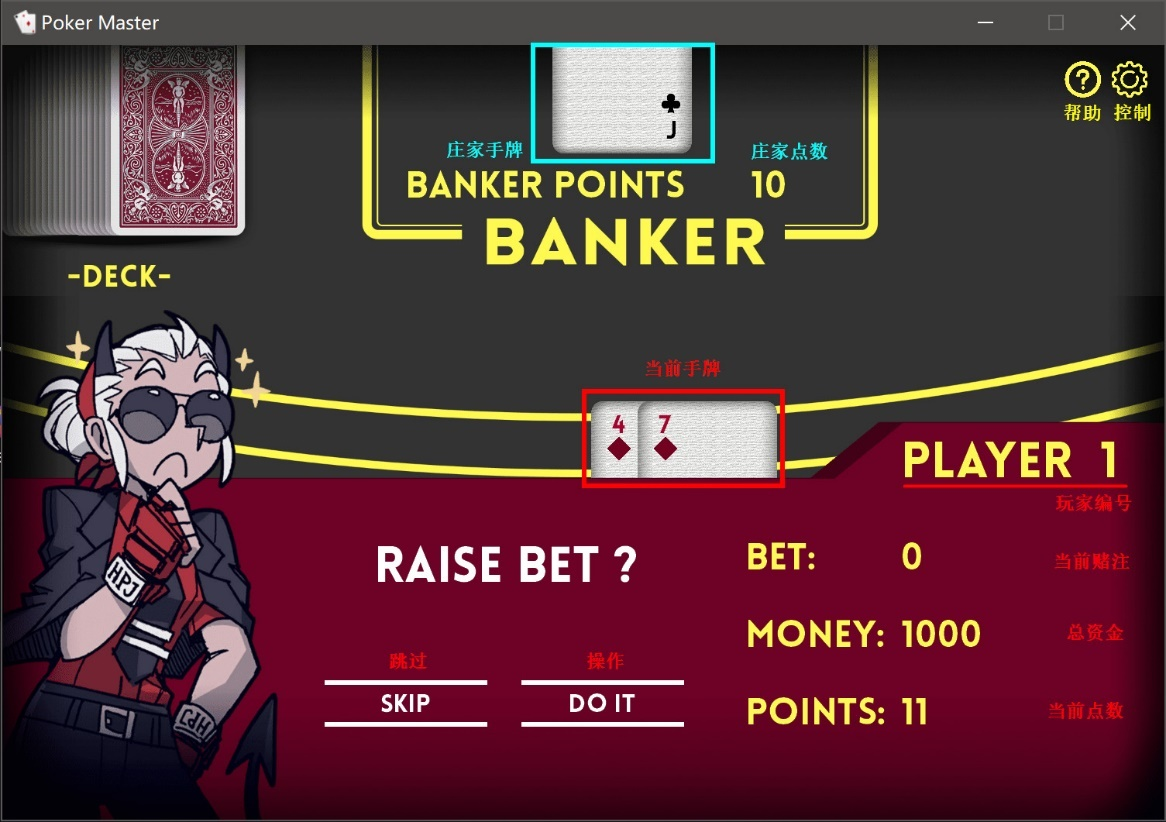 Poker Master
帮助 控制
J
庄家手牌
庄家点数
BANKER POINTS 10
BANKER
-DECK-
当前手牌
4 7
PLAYER 1
玩家编号
RAISE BET ?
BET: 0 当前赌注
HPJ
MONEY: 1000 总资金
跳过 操作
SKIP DO IT
POINTS: 11 当前点数
HPJ